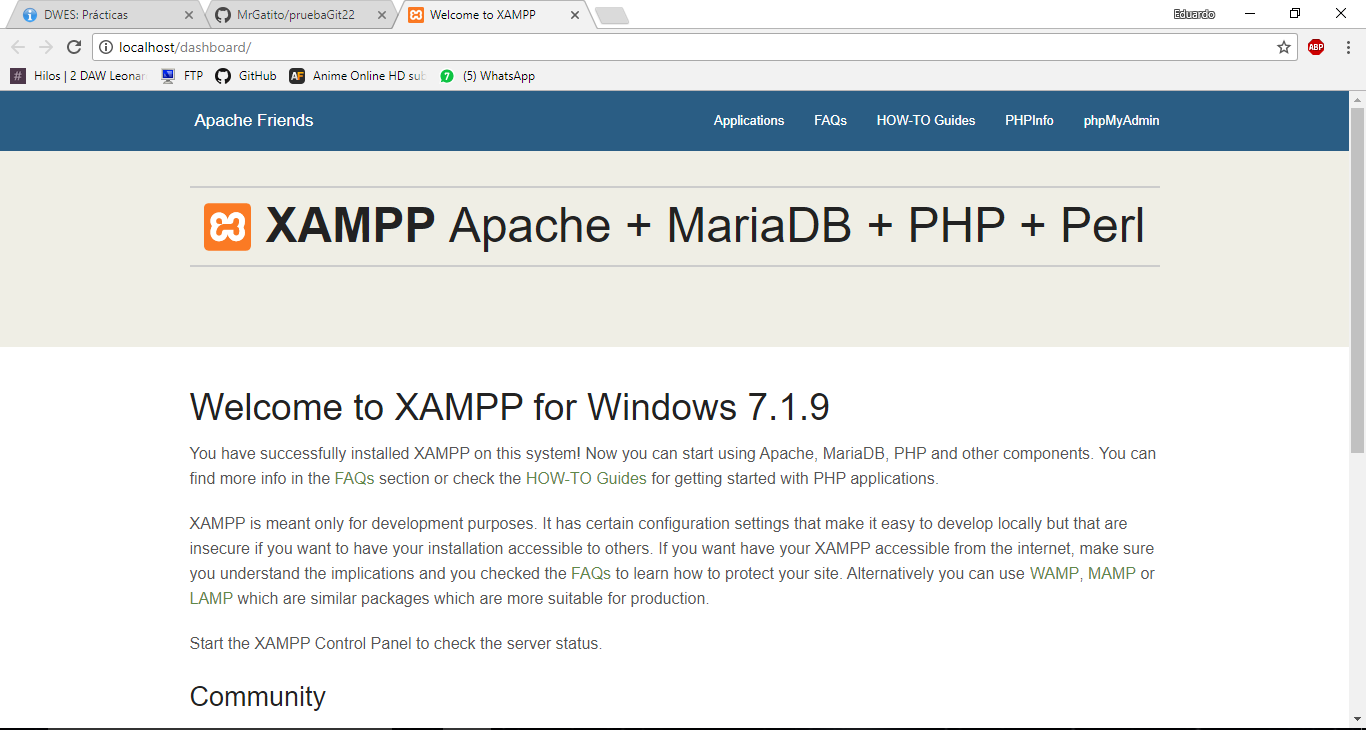 DWES: Prácticas
MrGatito/pruebaGit22
Welcome to XAMPP
Eduardo
localhost/dashboard/
ABP
# Hilos | 2 DAW Leonar
FTP
GitHub
AF Anime Online HD sub
? (5) WhatsApp
Apache Friends
Applications
FAQs
HOW-TO Guides
PHPInfo
phpMyAdmin
XAMPP Apache + MariaDB + PHP + Perl
Welcome to XAMPP for Windows 7.1.9
You have successfully installed XAMPP on this system! Now you can start using Apache, MariaDB, PHP and other components. You can
find more info in the FAQs section or check the HOW-TO Guides for getting started with PHP applications.
XAMPP is meant only for development purposes. It has certain configuration settings that make it easy to develop locally but that are
insecure if you want to have your installation accessible to others. If you want have your XAMPP accessible from the internet, make sure
you understand the implications and you checked the FAQs to learn how to protect your site. Alternatively you can use WAMP, MAMP or
LAMP which are similar packages which are more suitable for production.
Start the XAMPP Control Panel to check the server status.
Community